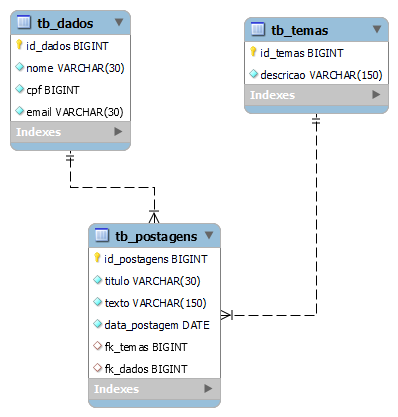 tb_dados
id_dados BIGINT
nome VARCHAR(30)
cpf BIGINT
email VARCHAR(30)
Indexes
tb_temas
id_temas BIGINT
descricao VARCHAR(150)
Indexes
tb_postagens
id_postagens BIGINT
titulo VARCHAR(30)
texto VARCHAR(150)
data_postagem DATE
fk_temas BIGINT
fk_dados BIGINT
Indexes